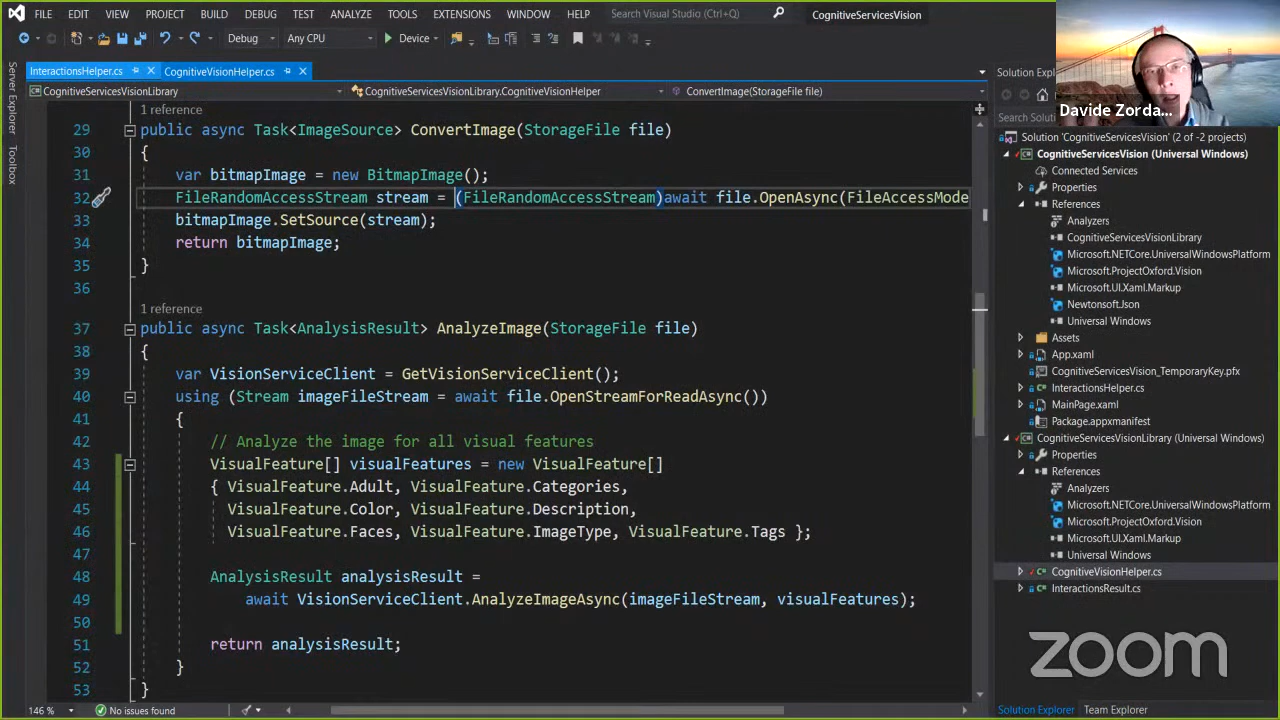 FILE EDIT VIEW PROJECT BUILD DEBUG TEST ANALYZE TOOLS EXTENSIONS WINDOW HELP Search Visual Studio (Ctrl+Q) CognitiveServicesVision
Debug Any CPU Device
Server Explorer
Toolbox
InteractionsHelper.cs CognitiveVisionHelper.cs
CognitiveServicesVisionLibrary CognitiveServicesVisionLibrary.CognitiveVisionHelper ConvertImage(StorageFile file)
1 reference
29 public async Task<ImageSource> ConvertImage(StorageFile file)
30 {
31 var bitmapImage = new BitmapImage();
32 FileRandomAccessStream stream = (FileRandomAccessStream)await file.OpenAsync(FileAccessMode
33 bitmapImage.SetSource(stream);
34 return bitmapImage;
35 }
36
1 reference
37 public async Task<AnalysisResult> AnalyzeImage(StorageFile file)
38 {
39 var VisionServiceClient = GetVisionServiceClient();
40 using (Stream imageFileStream = await file.OpenStreamForReadAsync())
41 {
42 // Analyze the image for all visual features
43 VisualFeature[] visualFeatures = new VisualFeature[]
44 { VisualFeature.Adult, VisualFeature.Categories,
45 VisualFeature.Color, VisualFeature.Description,
46 VisualFeature.Faces, VisualFeature.ImageType, VisualFeature.Tags };
47
48 AnalysisResult analysisResult =
49 await VisionServiceClient.AnalyzeImageAsync(imageFileStream, visualFeatures);
50
51 return analysisResult;
52 }
53 }
146 % No issues found
Davide Zorda...
Solution Explo
Search Soluti
Solution 'CognitiveServicesVision' (2 of -2 projects)
CognitiveServicesVision (Universal Windows)
Connected Services
Properties
References
Analyzers
CognitiveServicesVisionLibrary
Microsoft.NETCore.UniversalWindowsPlatform
Microsoft.ProjectOxford.Vision
Microsoft.UI.Xaml.Markup
Newtonsoft.Json
Universal Windows
Assets
App.xaml
CognitiveServicesVision_TemporaryKey.pfx
InteractionsHelper.cs
MainPage.xaml
Package.appxmanifest
CognitiveServicesVisionLibrary (Universal Windows)
Properties
References
Analyzers
Microsoft.NETCore.UniversalWindowsPlatform
Microsoft.ProjectOxford.Vision
Microsoft.UI.Xaml.Markup
Universal Windows
CognitiveVisionHelper.cs
InteractionsResult.cs
zoom
Solution Explorer Team Explorer